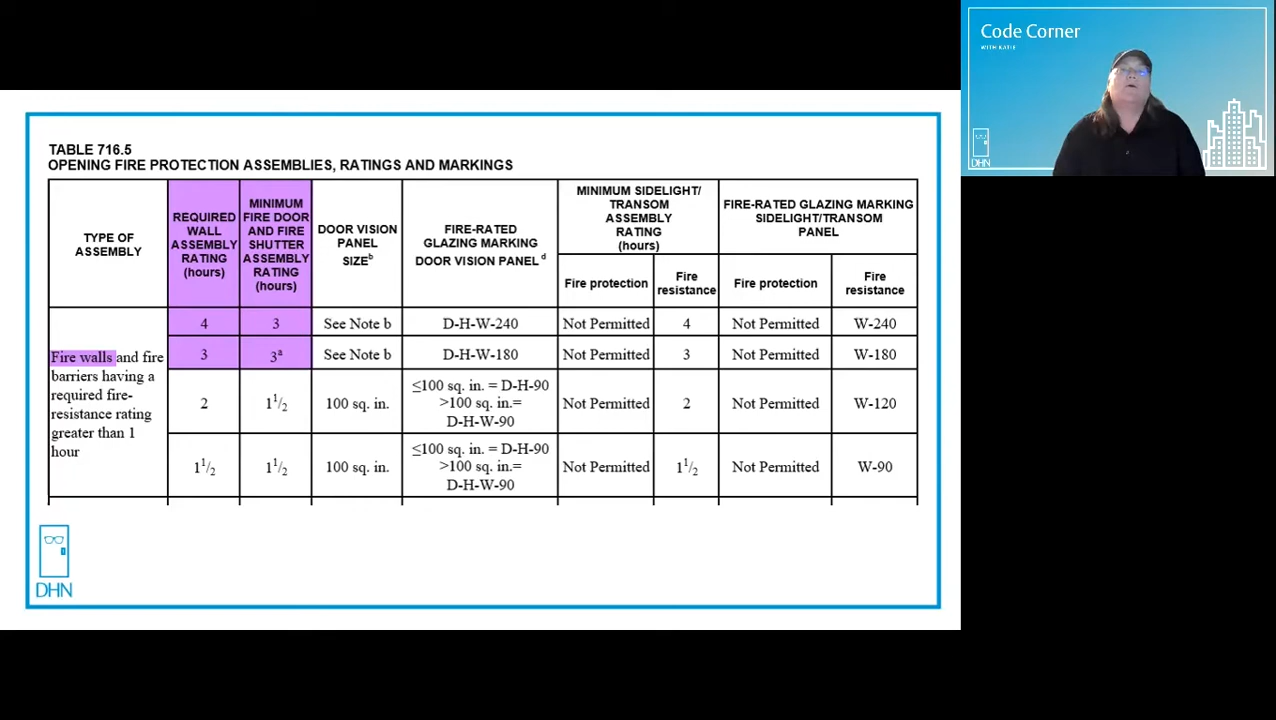 Code Corner
WITH KATIE
DHN
TABLE 716.5
OPENING FIRE PROTECTION ASSEMBLIES, RATINGS AND MARKINGS
TYPE OF
ASSEMBLY
REQUIRED
WALL
ASSEMBLY
RATING
(hours)
MINIMUM
FIRE DOOR
AND FIRE
SHUTTER
ASSEMBLY
RATING
(hours)
DOOR VISION
PANEL
SIZEᵇ
FIRE-RATED
GLAZING MARKING
DOOR VISION PANEL ᵈ
MINIMUM SIDELIGHT/
TRANSOM
ASSEMBLY
RATING
(hours)
FIRE-RATED GLAZING MARKING
SIDELIGHT/TRANSOM
PANEL
Fire protection
Fire
resistance
Fire protection
Fire
resistance
Fire walls and fire
barriers having a
required fire-
resistance rating
greater than 1
hour
4 3 See Note b D-H-W-240 Not Permitted 4 Not Permitted W-240
3 3ᵃ See Note b D-H-W-180 Not Permitted 3 Not Permitted W-180
2 1 1/2 100 sq. in. ≤100 sq. in. = D-H-90
>100 sq. in.=
D-H-W-90
Not Permitted 2 Not Permitted W-120
1 1/2 1 1/2 100 sq. in. ≤100 sq. in. = D-H-90
>100 sq. in.=
D-H-W-90
Not Permitted 1 1/2 Not Permitted W-90
DHN